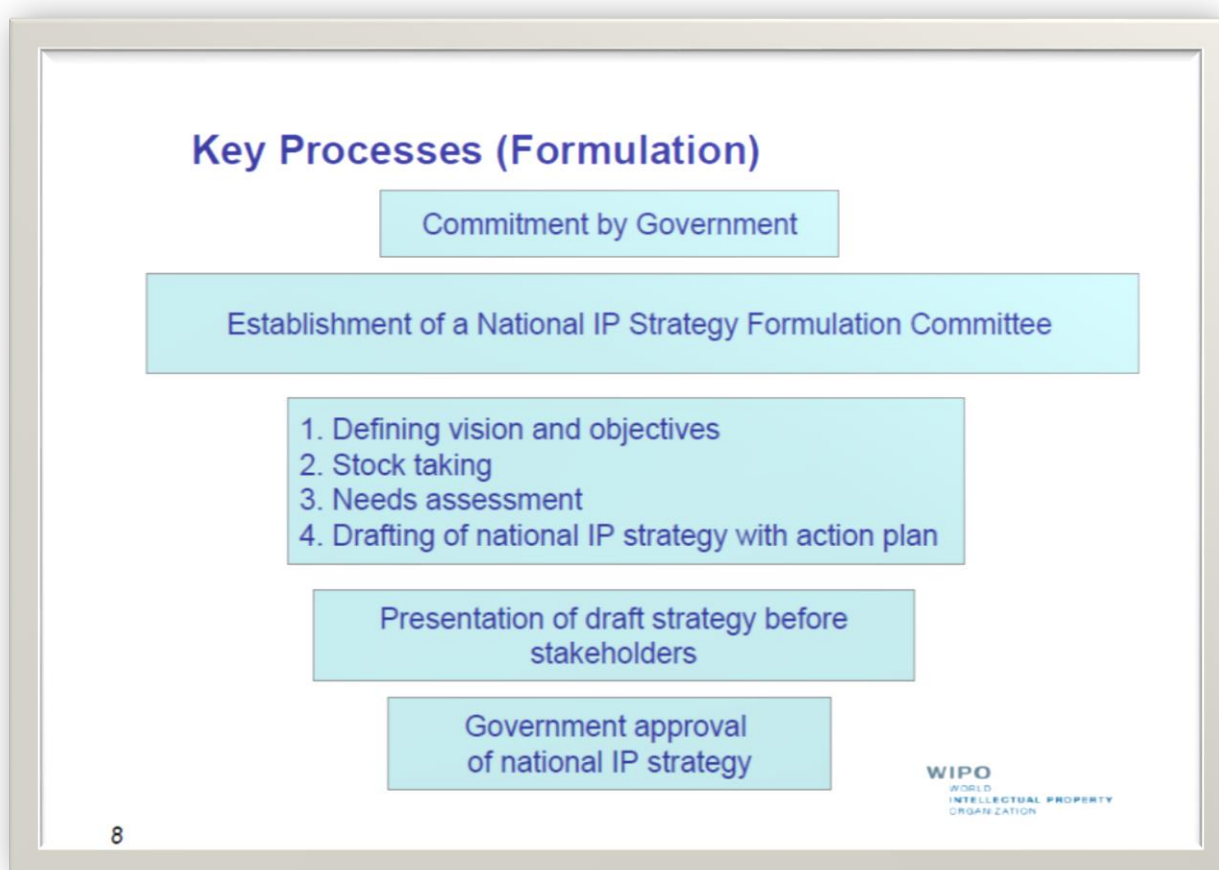 Key Processes (Formulation)
Commitment by Government
Establishment of a National IP Strategy Formulation Committee
1. Defining vision and objectives
2. Stock taking
3. Needs assessment
4. Drafting of national IP strategy with action plan
Presentation of draft strategy before
stakeholders
Government approval
of national IP strategy
WIPO
WORLD
INTELLECTUAL PROPERTY
ORGANIZATION
8